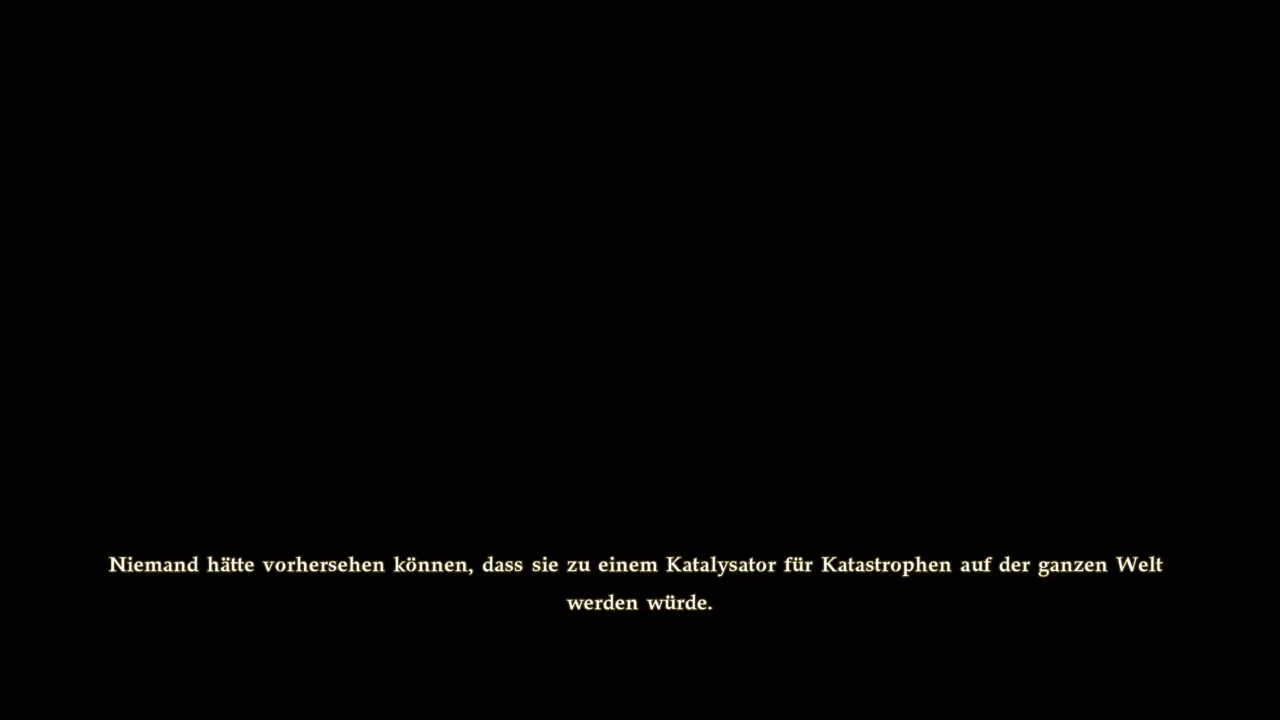 Niemand hätte vorhersehen können, dass sie zu einem Katalysator für Katastrophen auf der ganzen Welt
werden würde.